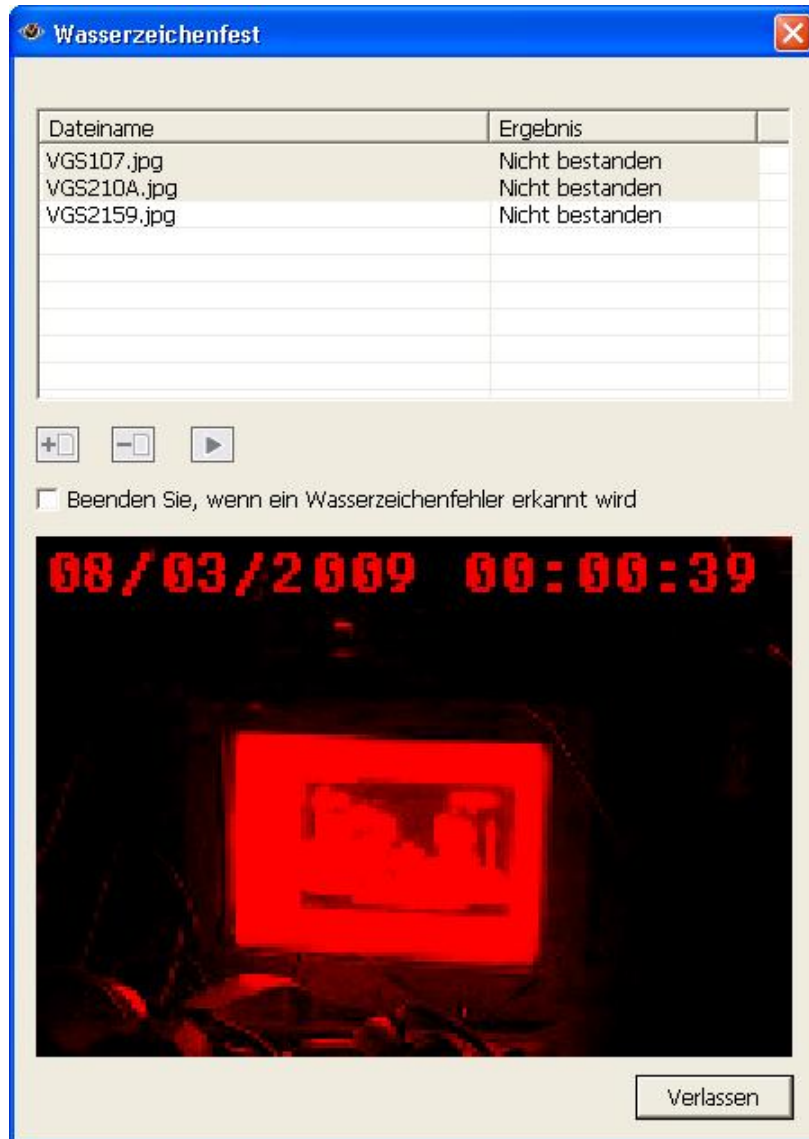 Wasserzeichenfest
Dateiname Ergebnis
VGS107.jpg Nicht bestanden
VGS210A.jpg Nicht bestanden
VGS2159.jpg Nicht bestanden
Beenden Sie, wenn ein Wasserzeichenfehler erkannt wird
08/03/2009 00:00:39
Verlassen